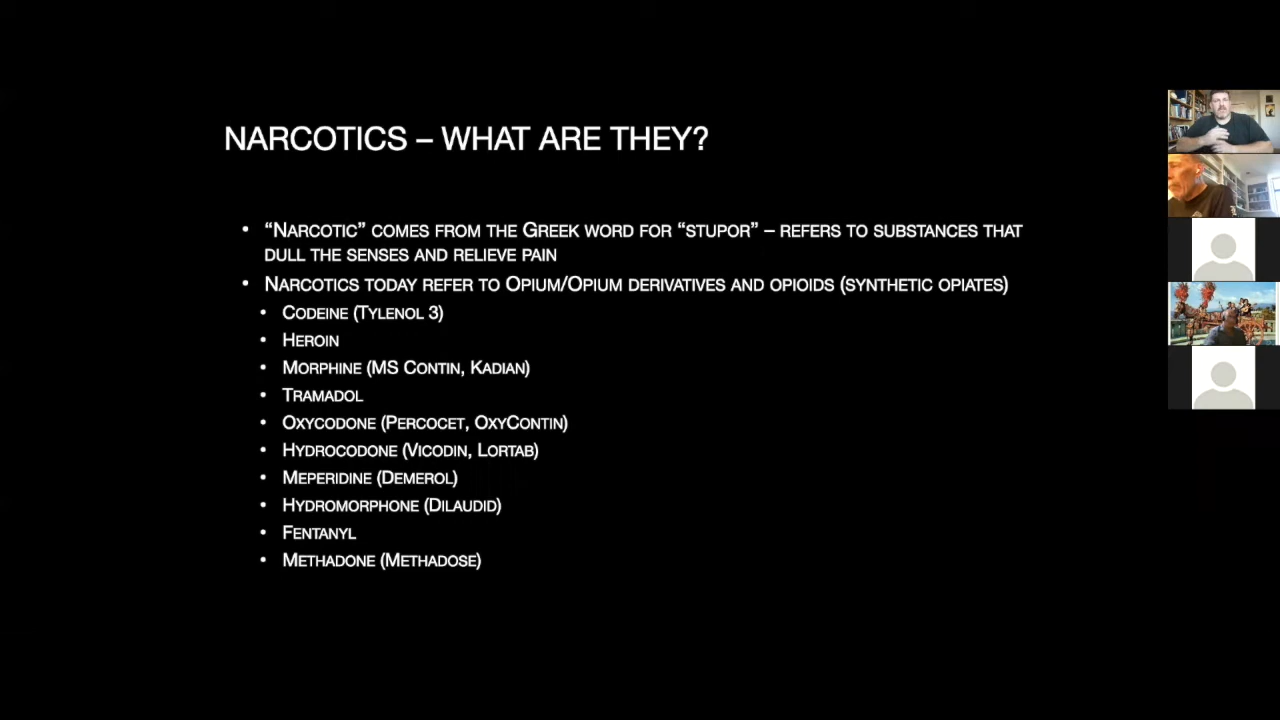 NARCOTICS – WHAT ARE THEY?
• “NARCOTIC” COMES FROM THE GREEK WORD FOR “STUPOR” – REFERS TO SUBSTANCES THAT
DULL THE SENSES AND RELIEVE PAIN
• NARCOTICS TODAY REFER TO OPIUM/OPIUM DERIVATIVES AND OPIOIDS (SYNTHETIC OPIATES)
• CODEINE (TYLENOL 3)
• HEROIN
• MORPHINE (MS CONTIN, KADIAN)
• TRAMADOL
• OXYCODONE (PERCOCET, OXYCONTIN)
• HYDROCODONE (VICODIN, LORTAB)
• MEPERIDINE (DEMEROL)
• HYDROMORPHONE (DILAUDID)
• FENTANYL
• METHADONE (METHADOSE)